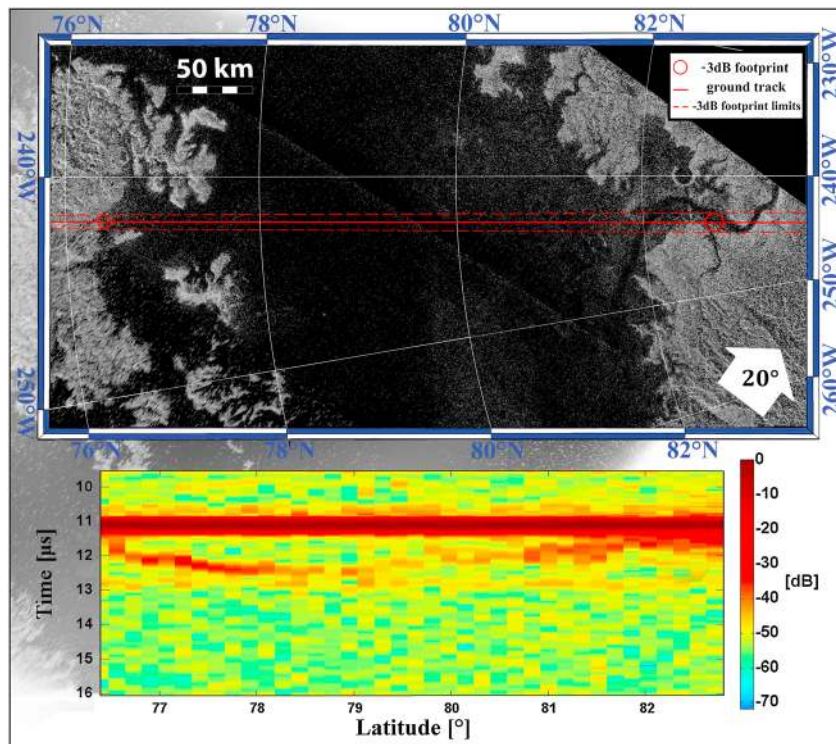 76°N 78°N 80°N 82°N
50 km
-3dB footprint
ground track
-3dB footprint limits
230°W
240°W 240°W
250°W
250°W 260°W
20°
76°N 78°N 80°N 82°N
0
10 -10
11 -20
12 -30
13 [dB]
-40
14 -50
15 -60
16 -70
Time [µs]
77 78 79 80 81 82
Latitude [°]